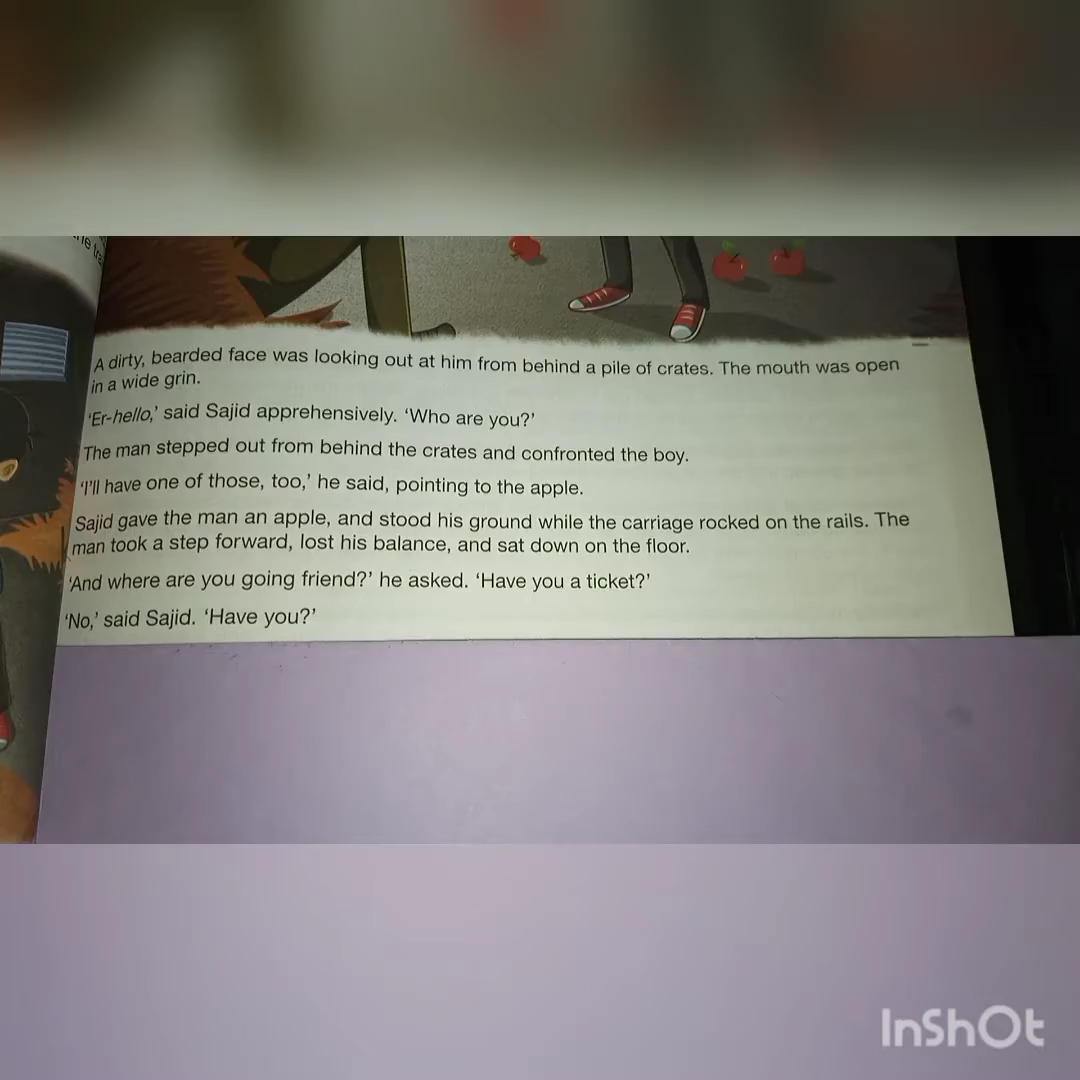 he tra
A dirty, bearded face was looking out at him from behind a pile of crates. The mouth was open
in a wide grin.
‘Er-hello,’ said Sajid apprehensively. ‘Who are you?’
The man stepped out from behind the crates and confronted the boy.
‘I’ll have one of those, too,’ he said, pointing to the apple.
Sajid gave the man an apple, and stood his ground while the carriage rocked on the rails. The
man took a step forward, lost his balance, and sat down on the floor.
‘And where are you going friend?’ he asked. ‘Have you a ticket?’
‘No,’ said Sajid. ‘Have you?’
InShOt